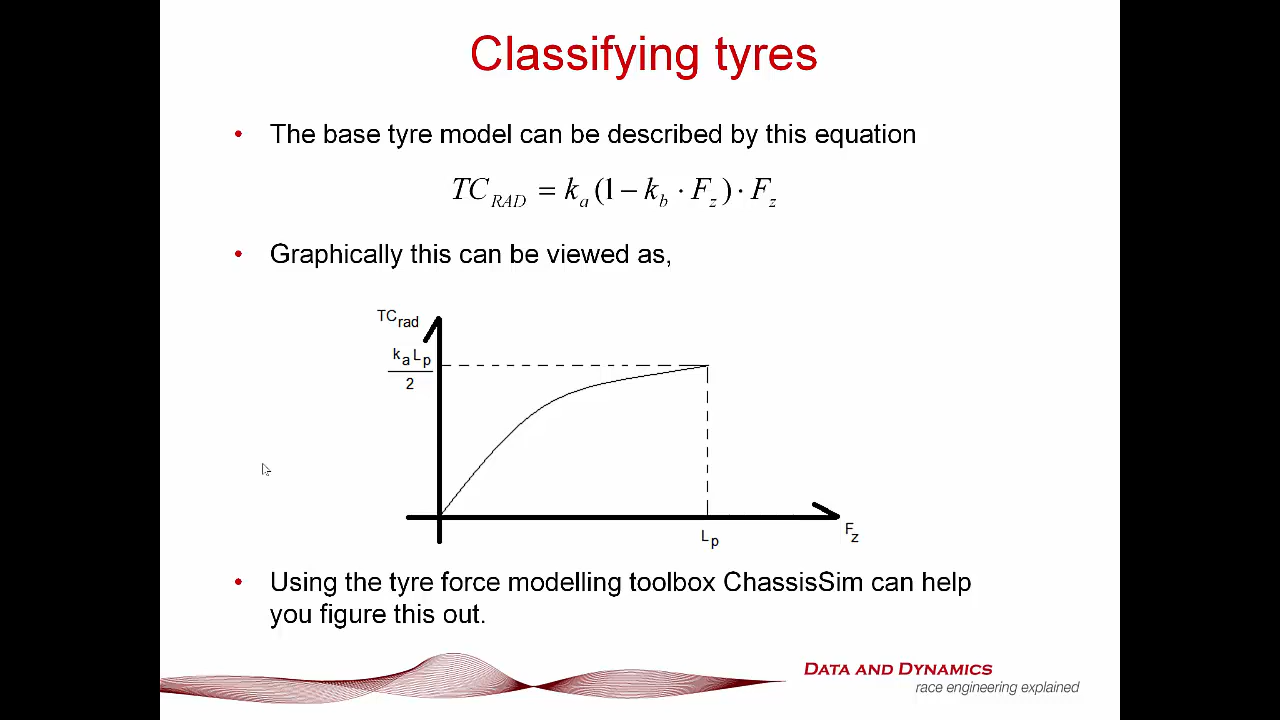 Classifying tyres
• The base tyre model can be described by this equation
TC_RAD = k_a (1 − k_b · F_z) · F_z
• Graphically this can be viewed as,
TC_rad
k_a L_p
2
L_p
F_z
• Using the tyre force modelling toolbox ChassisSim can help
you figure this out.
DATA AND DYNAMICS
race engineering explained